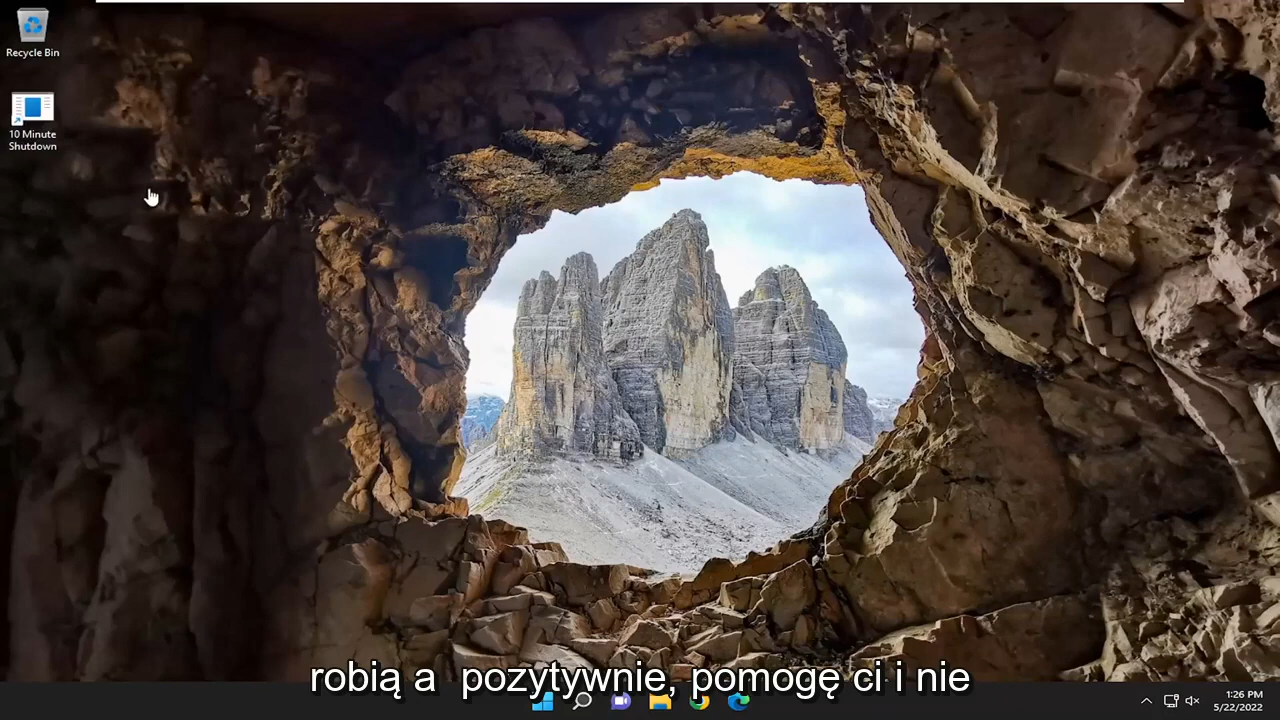 Recycle Bin
10 Minute
Shutdown
robią a  pozytywnie, pomogę ci i nie
1:26 PM
5/22/2022